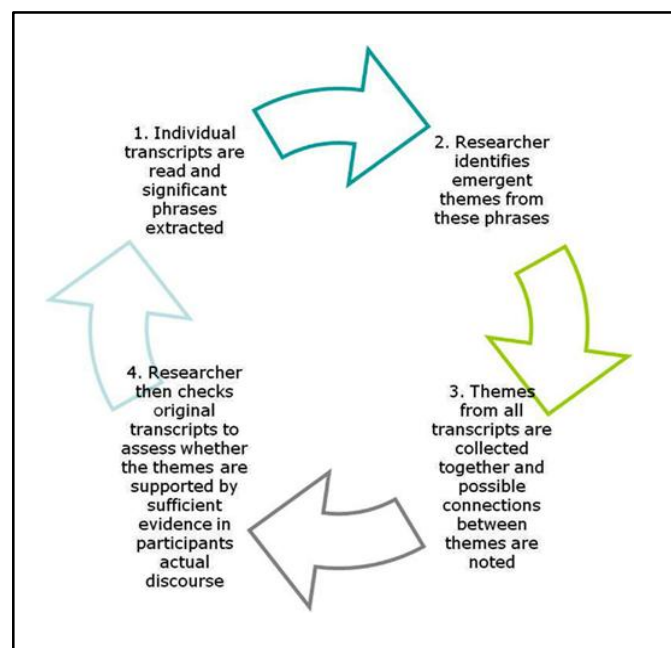 1. Individual
transcripts are
read and
significant
phrases
extracted
2. Researcher
identifies
emergent
themes from
these phrases
3. Themes
from all
transcripts are
collected
together and
possible
connections
between
themes are
noted
4. Researcher
then checks
original
transcripts to
assess whether
the themes are
supported by
sufficient
evidence in
participants
actual
discourse